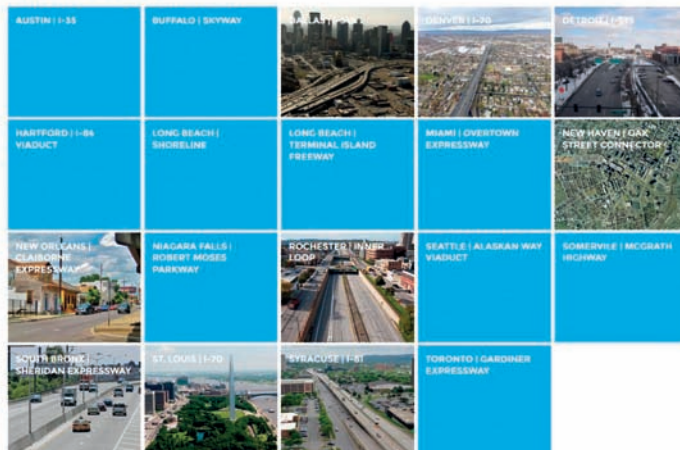 AUSTIN | I-35
BUFFALO | SKYWAY
DALLAS |
DENVER | I-70
DETROIT |
HARTFORD | I-84
VIADUCT
LONG BEACH |
SHORELINE
LONG BEACH |
TERMINAL ISLAND
FREEWAY
MIAMI | OVERTOWN
EXPRESSWAY
NEW HAVEN | OAK
STREET CONNECTOR
NEW ORLEANS |
CLAIBORNE
EXPRESSWAY
NIAGARA FALLS |
ROBERT MOSES
PARKWAY
ROCHESTER | INNER
LOOP
SEATTLE | ALASKAN WAY
VIADUCT
SOMERVILE | MCGRATH
HIGHWAY
SOUTH BRONX |
SHERIDAN EXPRESSWAY
ST. LOUIS | I-70
SYRACUSE | I-81
TORONTO | GARDINER
EXPRESSWAY